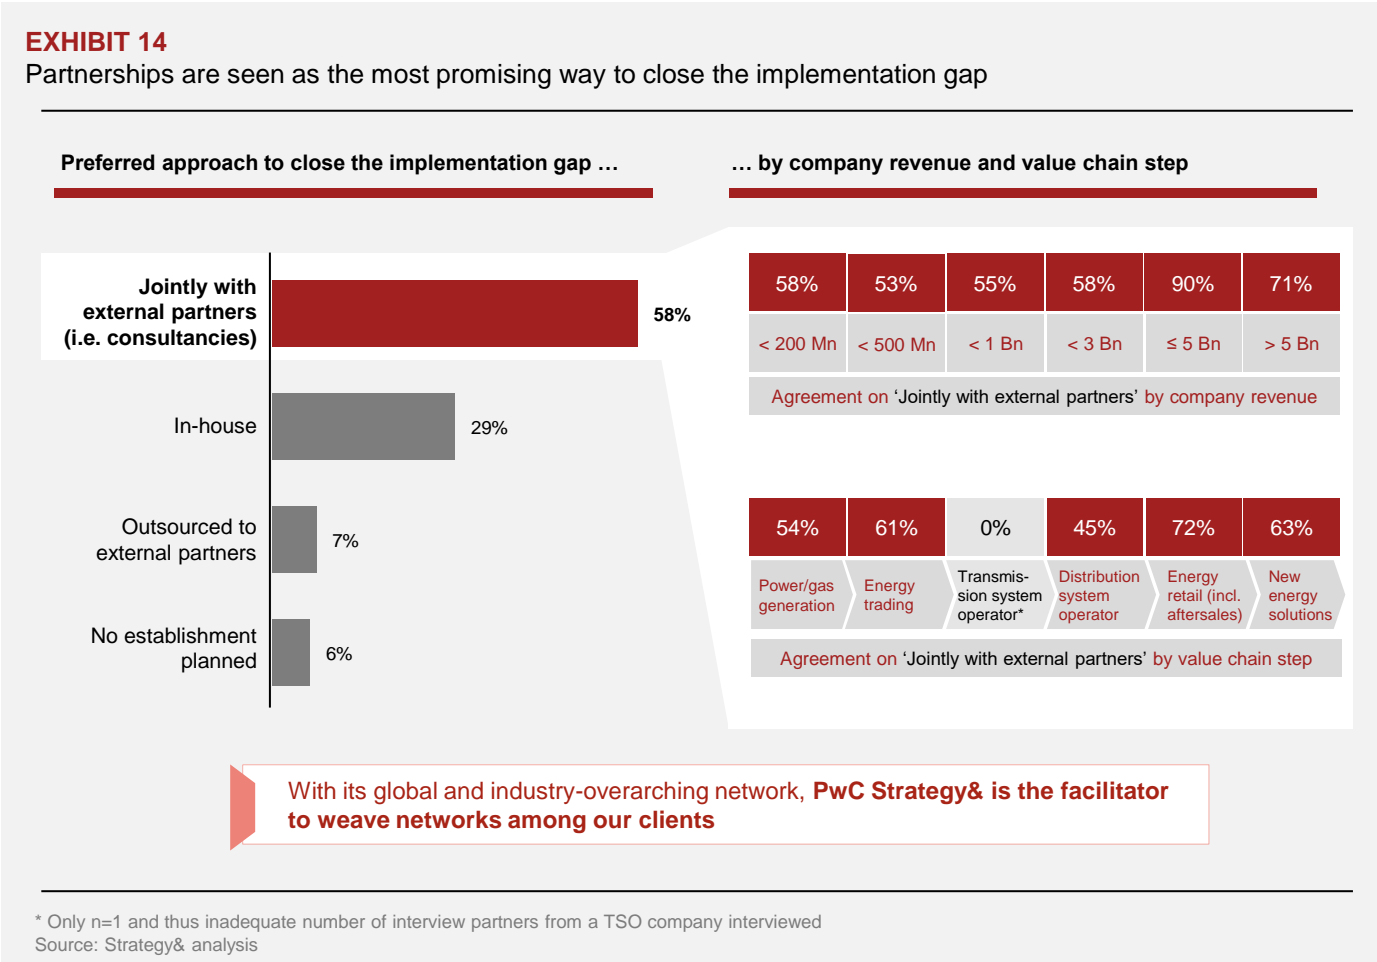 EXHIBIT 14
Partnerships are seen as the most promising way to close the implementation gap
Preferred approach to close the implementation gap …
Jointly with
external partners
(i.e. consultancies)
58%
In-house
29%
Outsourced to
external partners
7%
No establishment
planned
6%
… by company revenue and value chain step
58% 53% 55% 58% 90% 71%
< 200 Mn < 500 Mn < 1 Bn < 3 Bn ≤ 5 Bn > 5 Bn
Agreement on ‘Jointly with external partners’ by company revenue
54% 61% 0% 45% 72% 63%
Power/gas
generation
Energy
trading
Transmis-
sion system
operator*
Distribution
system
operator
Energy
retail (incl.
aftersales)
New
energy
solutions
Agreement on ‘Jointly with external partners’ by value chain step
With its global and industry-overarching network, PwC Strategy& is the facilitator
to weave networks among our clients
* Only n=1 and thus inadequate number of interview partners from a TSO company interviewed
Source: Strategy& analysis